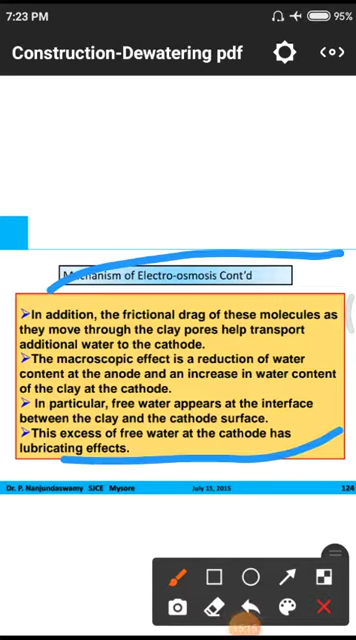 7:23 PM 95%
Construction-Dewatering pdf
Mechanism of Electro-osmosis Cont'd
➢In addition, the frictional drag of these molecules as
they move through the clay pores help transport
additional water to the cathode.
➢The macroscopic effect is a reduction of water
content at the anode and an increase in water content
of the clay at the cathode.
➢ In particular, free water appears at the interface
between the clay and the cathode surface.
➢This excess of free water at the cathode has
lubricating effects.
Dr. P. Nanjundaswamy SJCE Mysore July 15, 2015 124